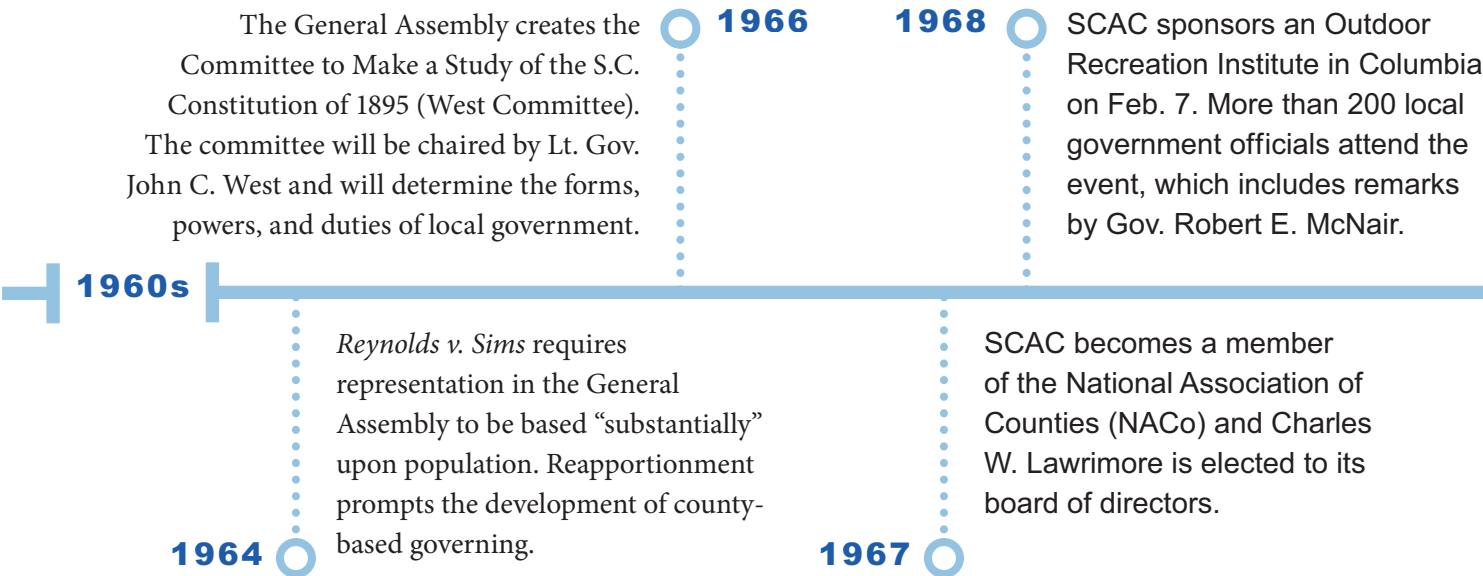 The General Assembly creates the
Committee to Make a Study of the S.C.
Constitution of 1895 (West Committee).
The committee will be chaired by Lt. Gov.
John C. West and will determine the forms,
powers, and duties of local government.
1966
1968
SCAC sponsors an Outdoor
Recreation Institute in Columbia
on Feb. 7. More than 200 local
government officials attend the
event, which includes remarks
by Gov. Robert E. McNair.
1960s
Reynolds v. Sims requires
representation in the General
Assembly to be based “substantially”
upon population. Reapportionment
prompts the development of county-
based governing.
1964
SCAC becomes a member
of the National Association of
Counties (NACo) and Charles
W. Lawrimore is elected to its
board of directors.
1967